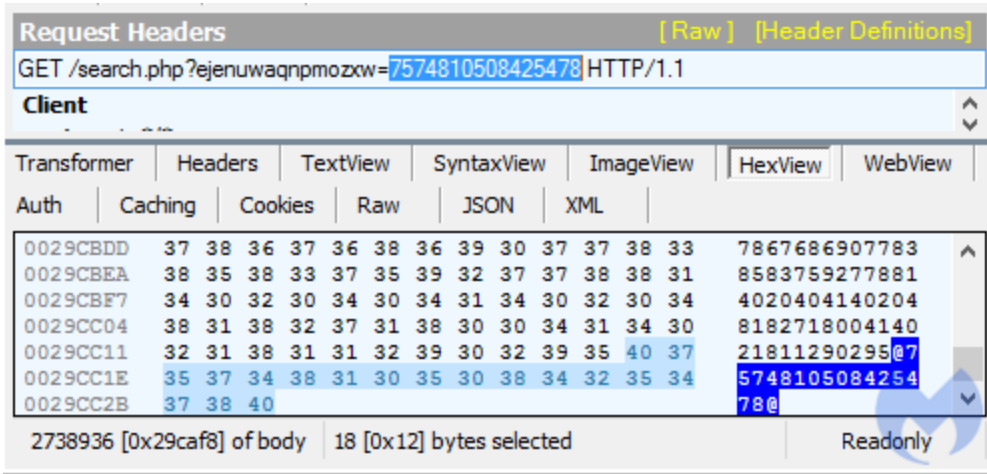 Request Headers [ Raw ] [Header Definitions]
GET /search.php?ejenuwaqnpmozxw=7574810508425478 HTTP/1.1
Client
Transformer Headers TextView SyntaxView ImageView HexView WebView
Auth Caching Cookies Raw JSON XML
0029CBDD 37 38 36 37 36 38 36 39 30 37 37 38 33 7867686907783
0029CBEA 38 35 38 33 37 35 39 32 37 37 38 38 31 8583759277881
0029CBF7 34 30 32 30 34 30 34 31 34 30 32 30 34 4020404140204
0029CC04 38 31 38 32 37 31 38 30 30 34 31 34 30 8182718004140
0029CC11 32 31 38 31 31 32 39 30 32 39 35 40 37 21811290295@7
0029CC1E 35 37 34 38 31 30 35 30 38 34 32 35 34 5748105084254
0029CC2B 37 38 40 78@
2738936 [0x29caf8] of body 18 [0x12] bytes selected Readonly